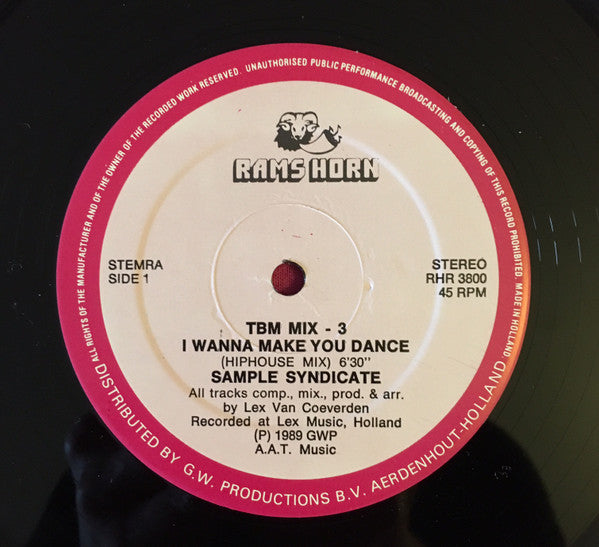 ALL RIGHTS OF THE MANUFACTURER AND OF THE OWNER OF THE RECORDED WORK RESERVED. UNAUTHORISED PUBLIC PERFORMANCE BROADCASTING AND COPYING OF THIS RECORD PROHIBITED. MADE IN HOLLAND.
RAMS HORN
STEMRA
SIDE 1
STEREO
RHR 3800
45 RPM
TBM MIX - 3
I WANNA MAKE YOU DANCE
(HIPHOUSE MIX) 6'30"
SAMPLE SYNDICATE
All tracks comp., mix., prod. & arr.
by Lex Van Coeverden
Recorded at Lex Music, Holland
(P) 1989 GWP
A.A.T. Music
DISTRIBUTED BY G.W. PRODUCTIONS B.V. AERDENHOUT-HOLLAND